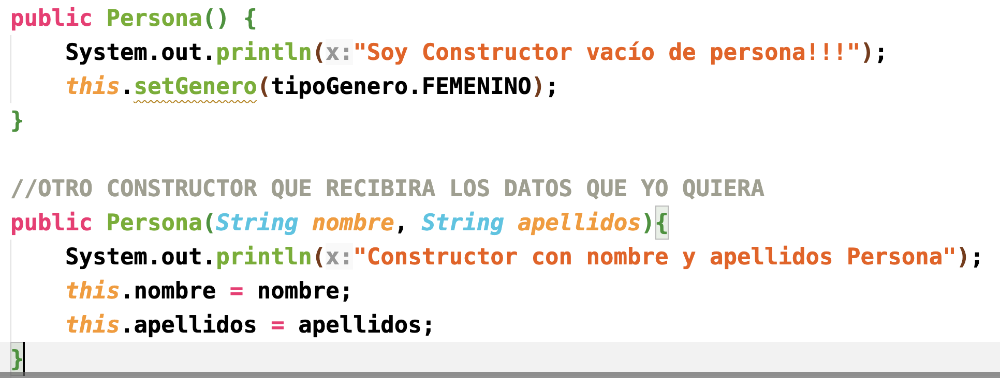 public Persona() {
System.out.println(x:"Soy Constructor vacío de persona!!!");
this.setGenero(tipoGenero.FEMENINO);
}
//OTRO CONSTRUCTOR QUE RECIBIRA LOS DATOS QUE YO QUIERA
public Persona(String nombre, String apellidos){
System.out.println(x:"Constructor con nombre y apellidos Persona");
this.nombre = nombre;
this.apellidos = apellidos;
}